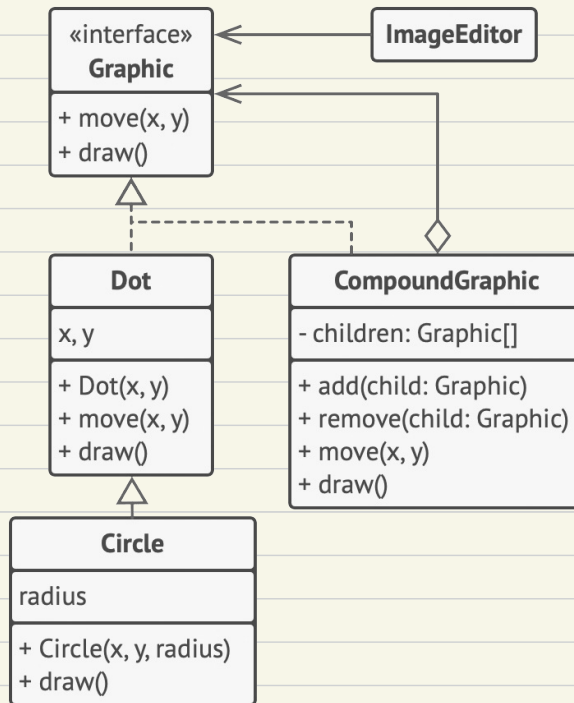 «interface»
Graphic
+ move(x, y)
+ draw()
ImageEditor
Dot
x, y
+ Dot(x, y)
+ move(x, y)
+ draw()
CompoundGraphic
- children: Graphic[]
+ add(child: Graphic)
+ remove(child: Graphic)
+ move(x, y)
+ draw()
Circle
radius
+ Circle(x, y, radius)
+ draw()